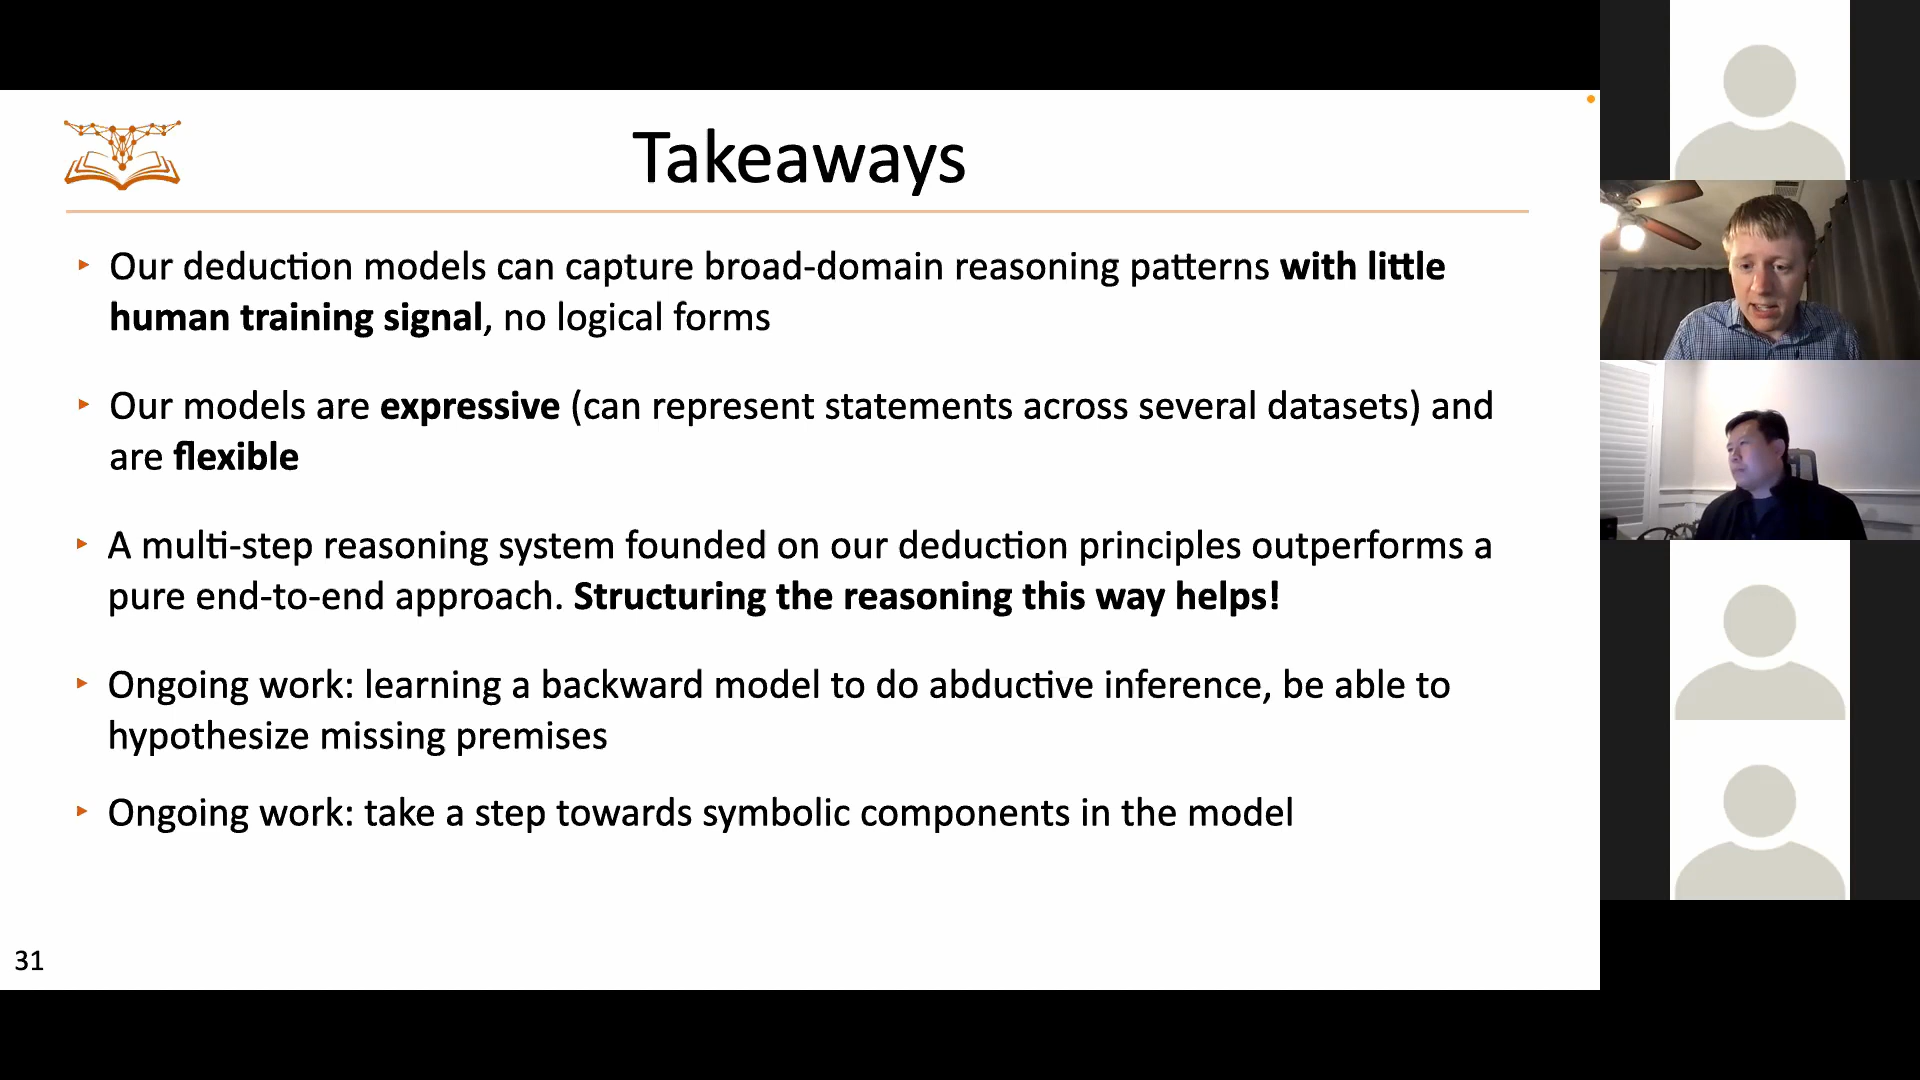 Takeaways
‣ Our deduction models can capture broad-domain reasoning patterns with little
human training signal, no logical forms
‣ Our models are expressive (can represent statements across several datasets) and
are flexible
‣ A multi-step reasoning system founded on our deduction principles outperforms a
pure end-to-end approach. Structuring the reasoning this way helps!
‣ Ongoing work: learning a backward model to do abductive inference, be able to
hypothesize missing premises
‣ Ongoing work: take a step towards symbolic components in the model
31